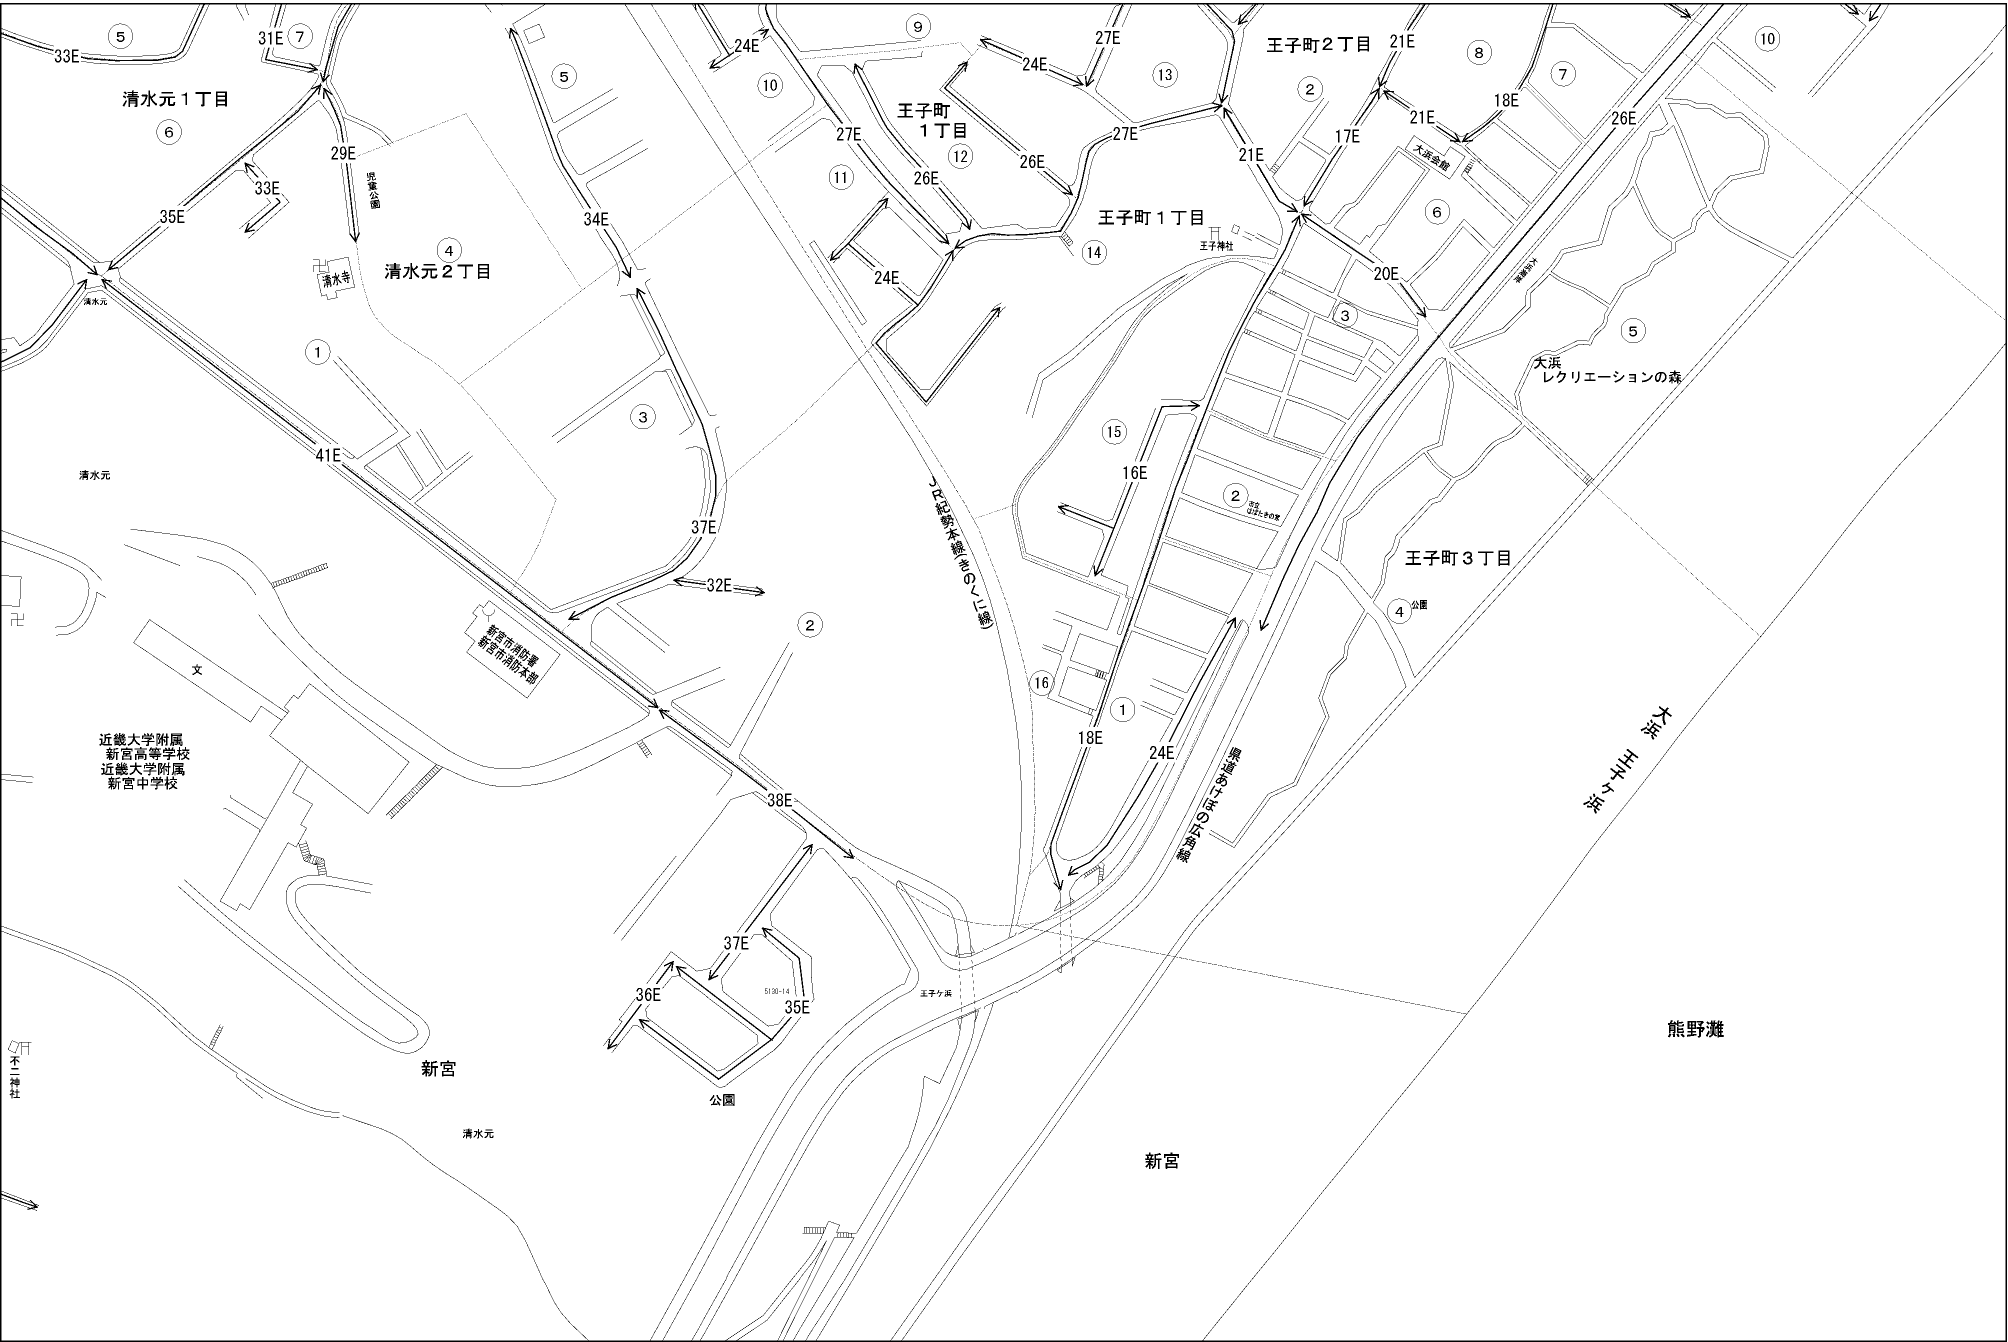 33E
⑤
31E
⑦
⑤
24E
⑨
27E
24E
⑬
王子町２丁目
21E
⑧
⑦
⑩
清水元１丁目
⑥
⑩
王子町
１丁目
②
18E
21E
17E
26E
29E
27E
27E
大浜会館
児童公園
⑪
⑫
26E
21E
26E
33E
35E
34E
王子町１丁目
⑥
王子神社
⑭
④
清水元２丁目
清水寺
24E
20E
清水元
③
⑤
①
大浜
レクリエーションの森
③
41E
⑮
清水元
16E
②
市立
はばたきの家
ＪＲ紀勢本線(きのくに線)
37E
王子町３丁目
32E
④
公園
②
新宮市消防署
新宮市消防本部
文
⑯
①
近畿大学附属
新宮高等学校
近畿大学附属
新宮中学校
18E
24E
県道あけぼの広角線
大浜 王子ヶ浜
38E
37E
36E
5130-14
35E
王子ケ浜
熊野灘
不二神社
新宮
公園
清水元
新宮